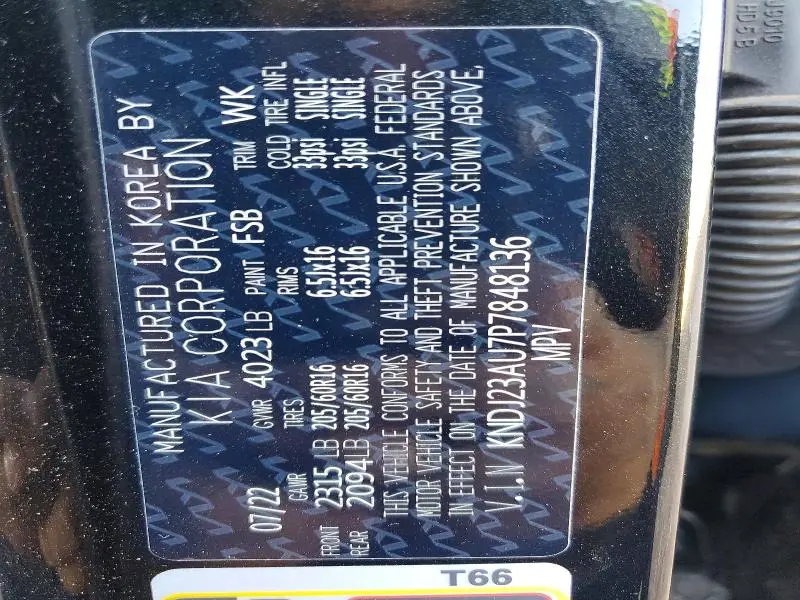 MANUFACTURED IN KOREA BY
KIA CORPORATION
07/22 GVWR 4023 LB PAINT FSB TRIM WK
GAWR TIRES RIMS COLD TIRE INFL
FRONT 2315 LB 205/60R16 6.5Jx16 33psi SINGLE
REAR 2094LB 205/60R16 6.5Jx16 33psi SINGLE
THIS VEHICLE CONFORMS TO ALL APPLICABLE U.S.A. FEDERAL
MOTOR VEHICLE SAFETY AND THEFT PREVENTION STANDARDS
IN EFFECT ON THE DATE OF MANUFACTURE SHOWN ABOVE.
V.I.N KNDJ23AU7P7848136
MPV
T66